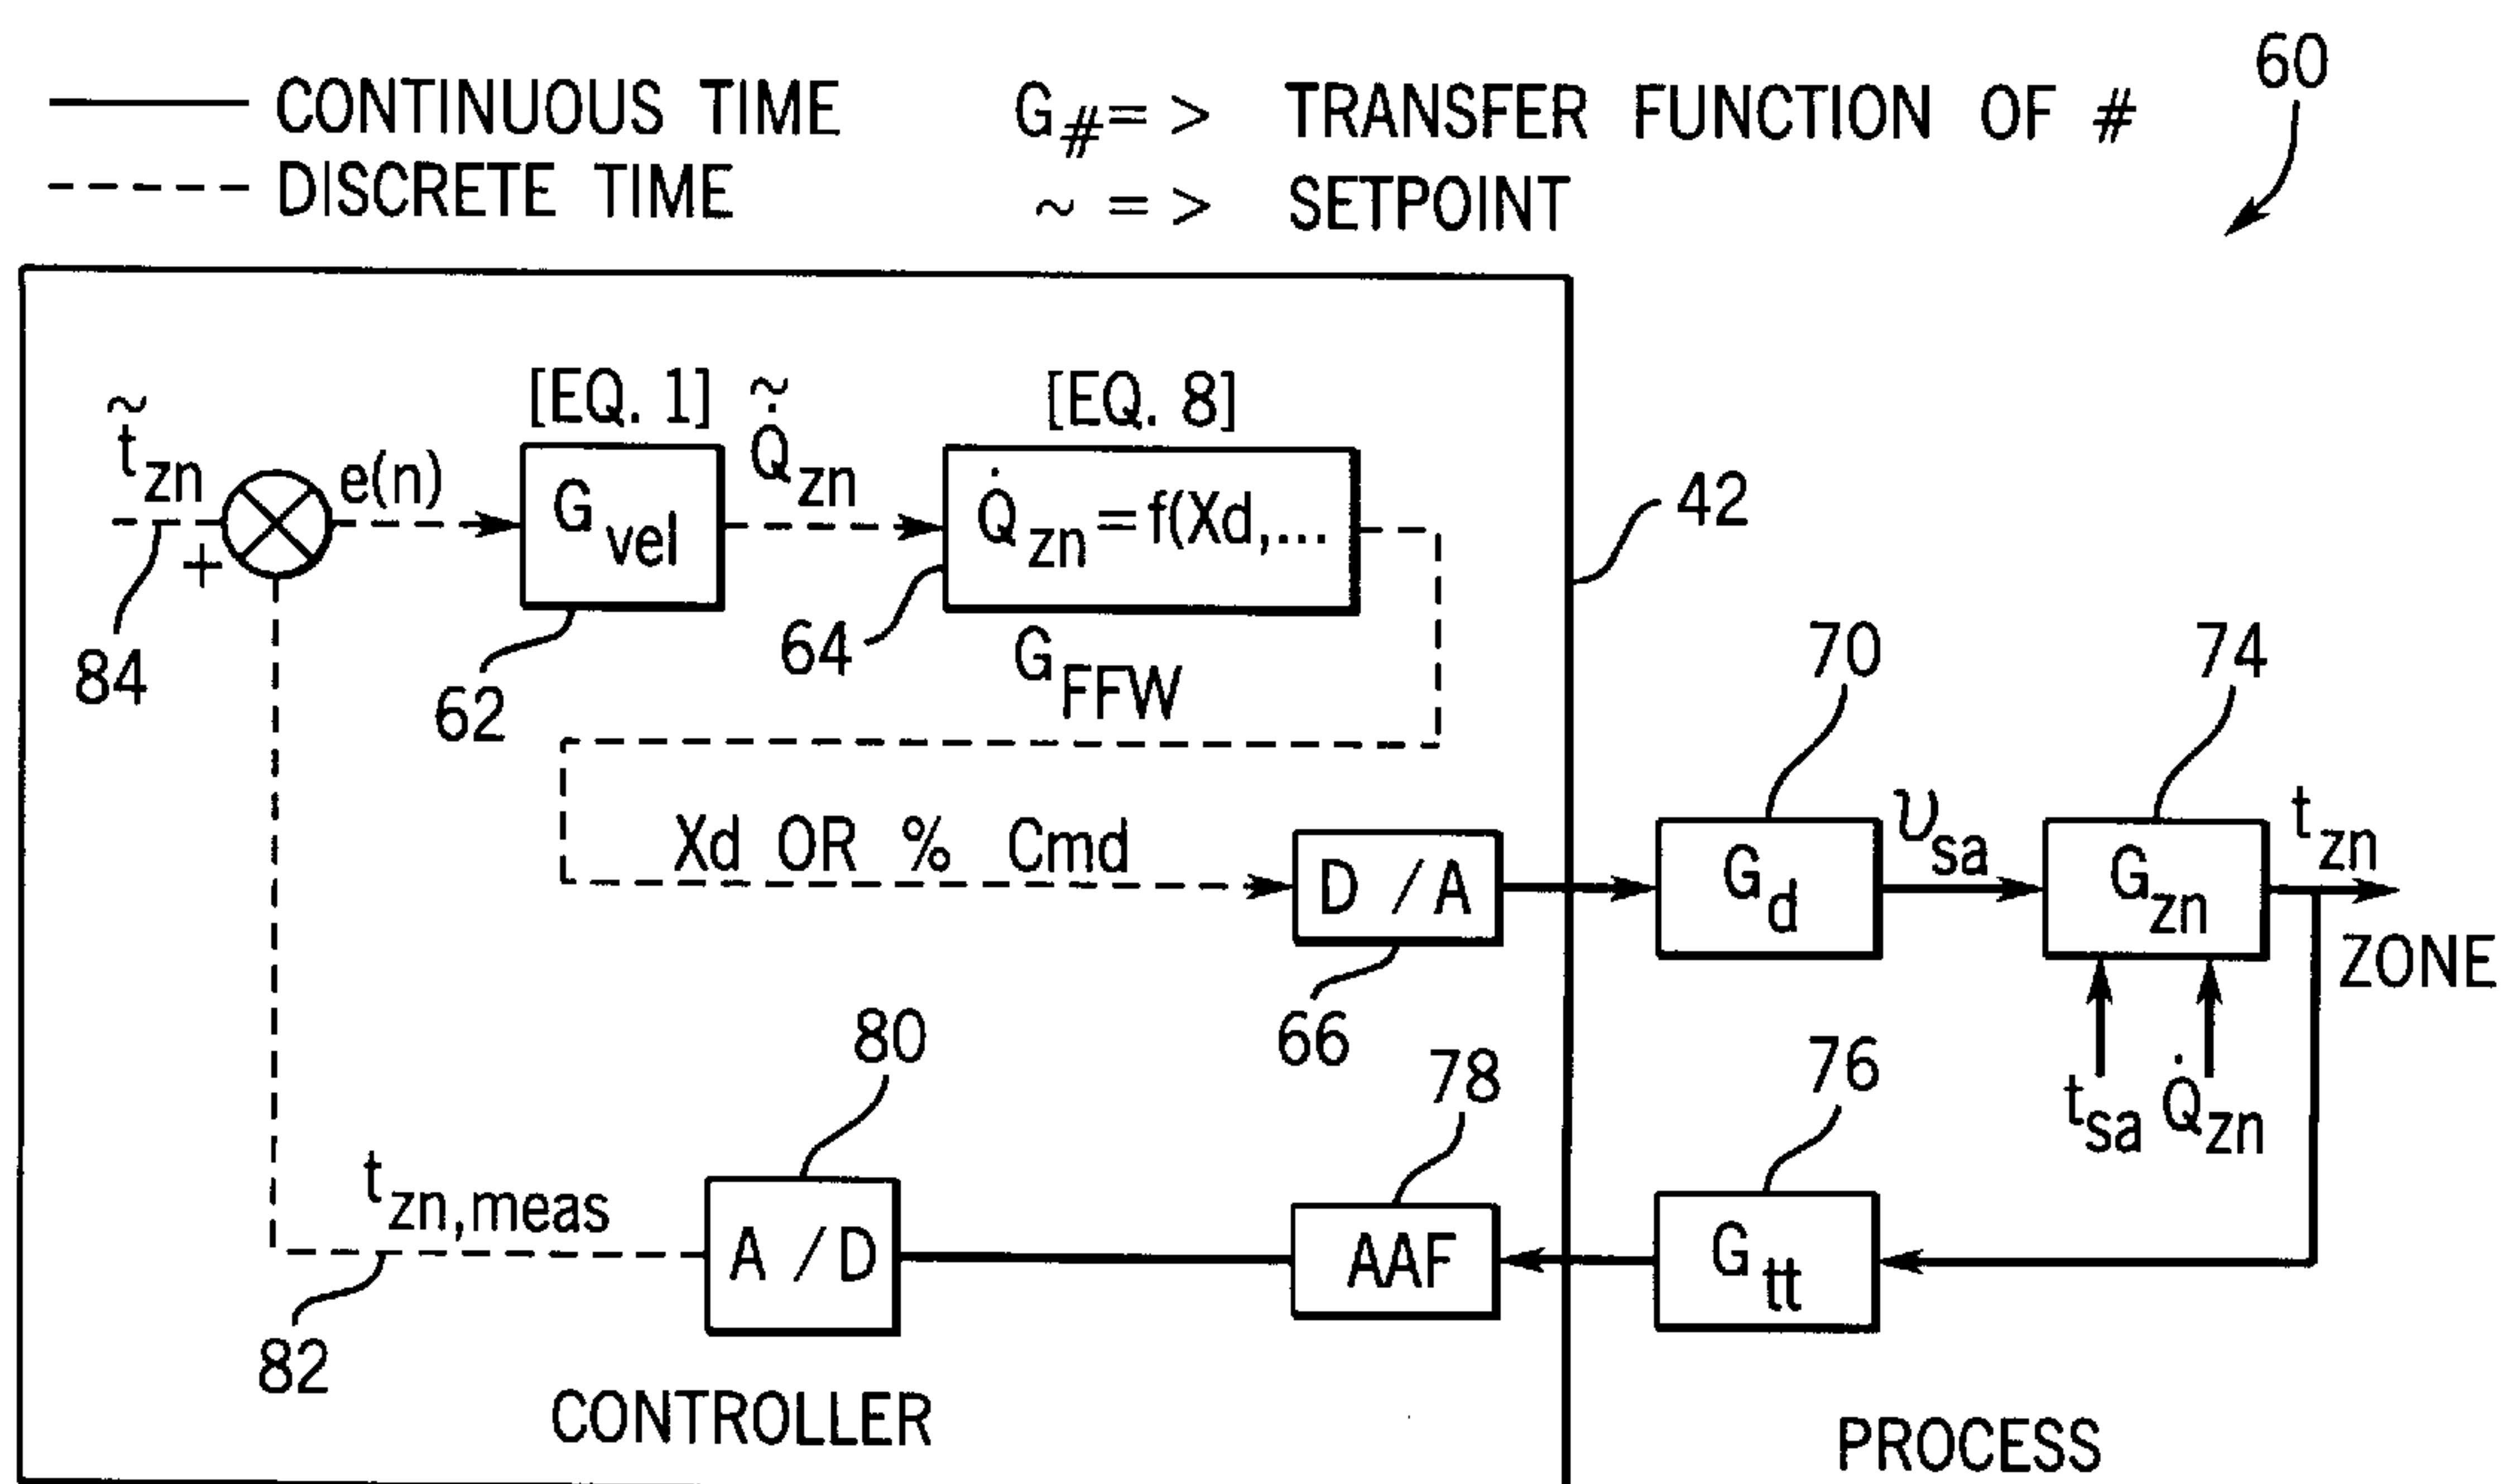 CONTINUOUS TIME
DISCRETE TIME
G# = > TRANSFER FUNCTION OF #
~ = > SETPOINT
60
[EQ. 1]
[EQ. 8]
t̃zn
e(n)
+
Gvel
Q̇̃zn
Q̇zn=f(Xd,...
42
84
62
64
GFFW
70
74
Xd OR % Cmd
D/A
Gd
υsa
Gzn
tzn
ZONE
66
80
78
76
tsa
Q̇zn
tzn,meas
A/D
AAF
Gtt
82
CONTROLLER
PROCESS